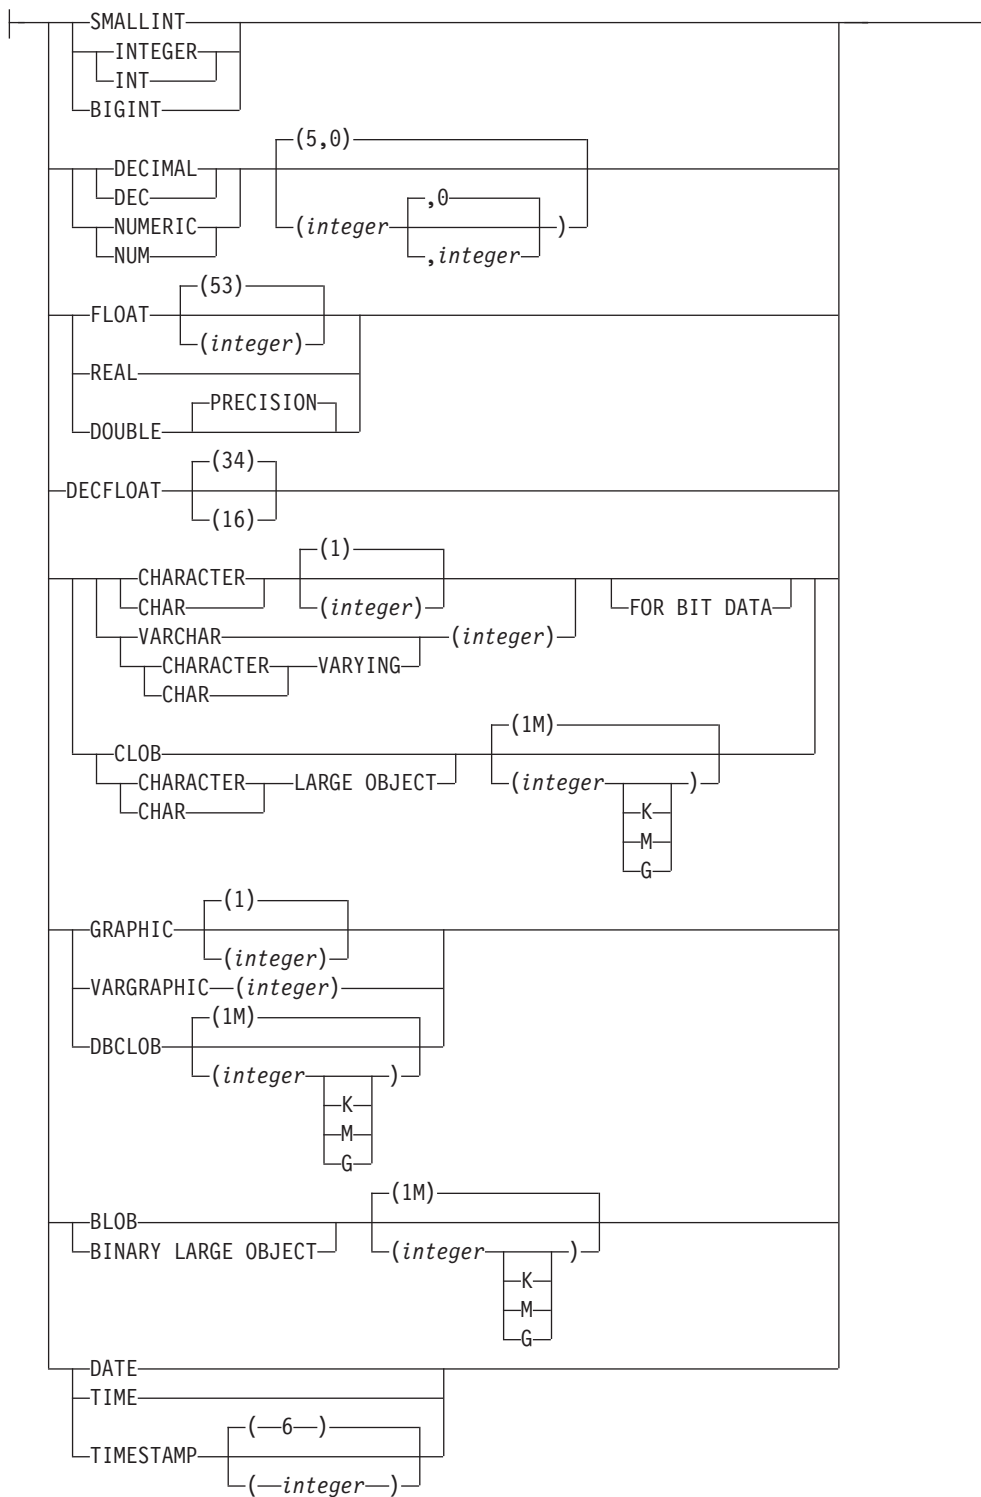 SMALLINT
INTEGER
INT
BIGINT
(5,0)
DECIMAL
DEC ,0
NUMERIC (integer )
NUM ,integer
(53)
FLOAT
(integer)
REAL
PRECISION
DOUBLE
(34)
DECFLOAT
(16)
(1)
CHARACTER
CHAR (integer) FOR BIT DATA
VARCHAR (integer)
CHARACTER VARYING
CHAR
(1M)
CLOB
CHARACTER LARGE OBJECT (integer )
CHAR K
M
G
(1)
GRAPHIC
(integer)
VARGRAPHIC (integer)
(1M)
DBCLOB
(integer )
K
M
G
(1M)
BLOB
BINARY LARGE OBJECT (integer )
K
M
G
DATE
TIME
( 6 )
TIMESTAMP
( integer )